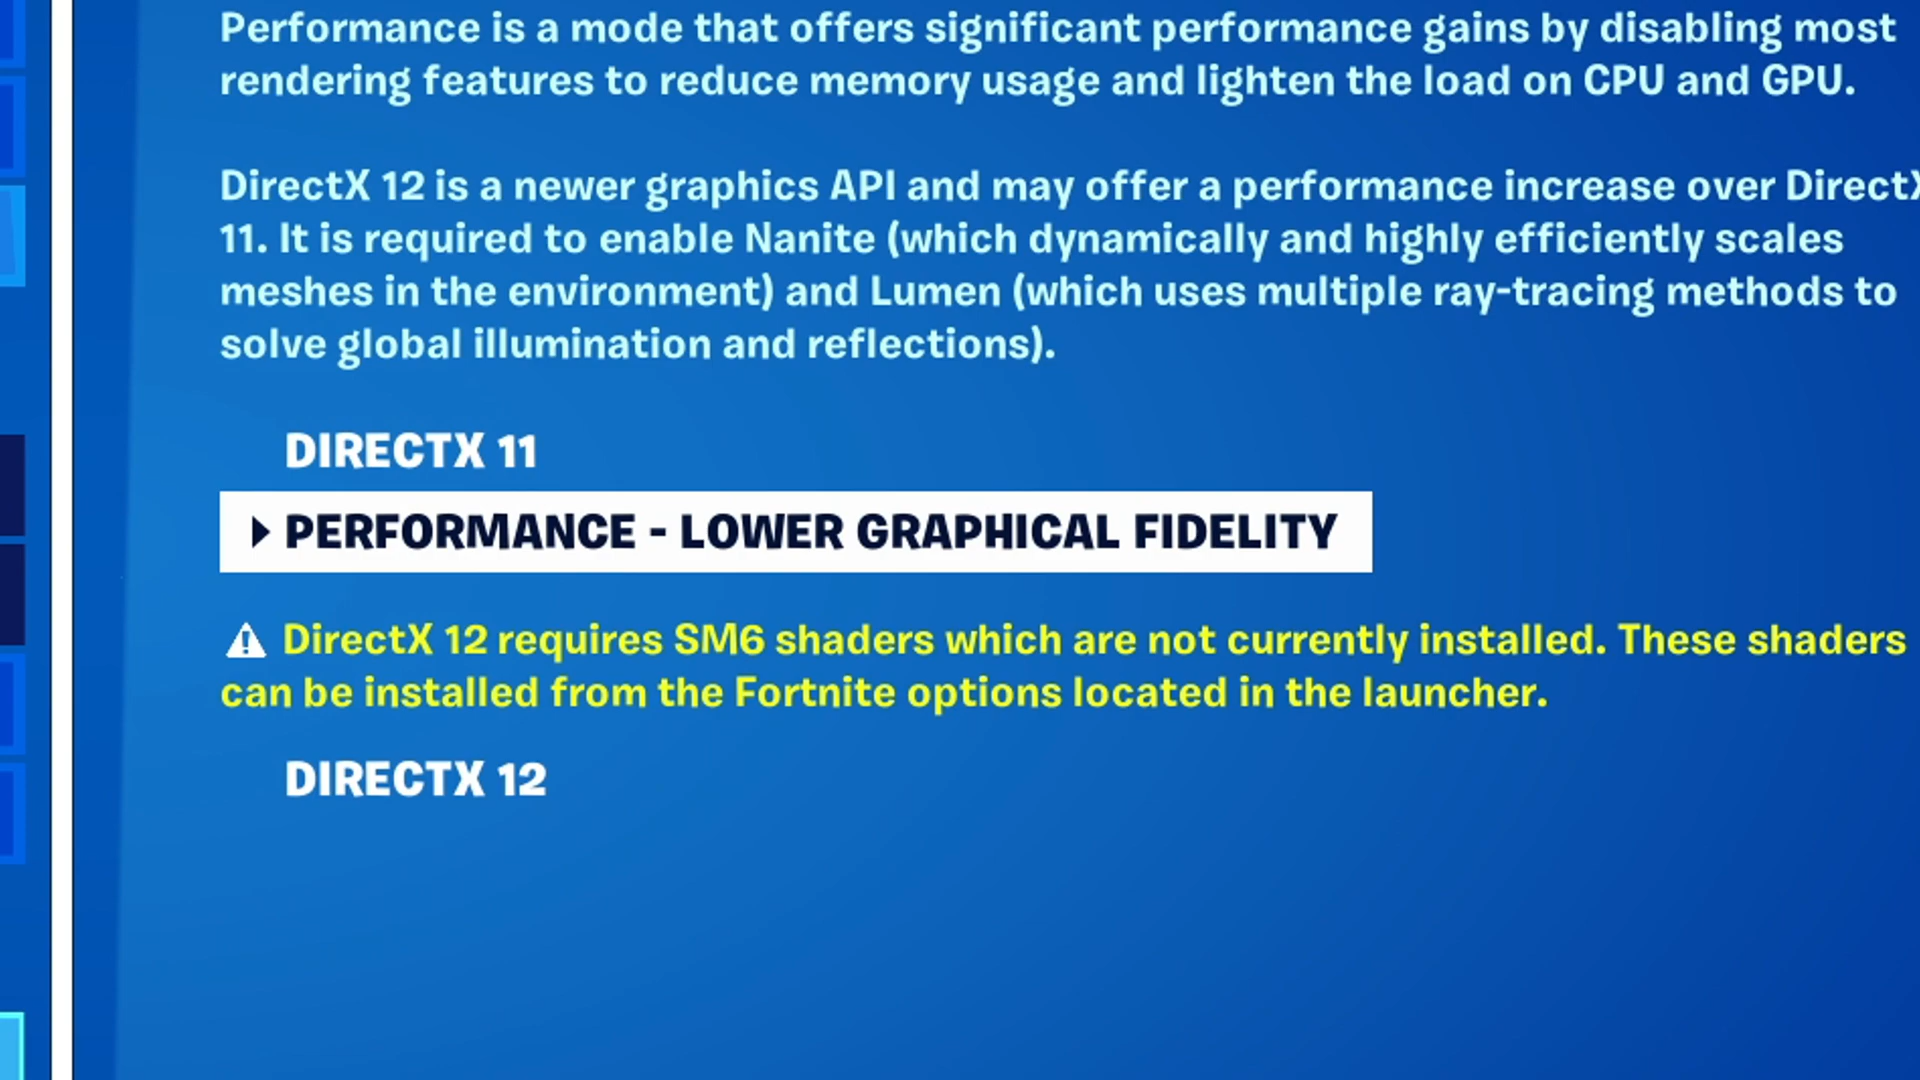 Performance is a mode that offers significant performance gains by disabling most
rendering features to reduce memory usage and lighten the load on CPU and GPU.
DirectX 12 is a newer graphics API and may offer a performance increase over DirectX
11. It is required to enable Nanite (which dynamically and highly efficiently scales
meshes in the environment) and Lumen (which uses multiple ray-tracing methods to
solve global illumination and reflections).
DIRECTX 11
PERFORMANCE - LOWER GRAPHICAL FIDELITY
DirectX 12 requires SM6 shaders which are not currently installed. These shaders
can be installed from the Fortnite options located in the launcher.
DIRECTX 12